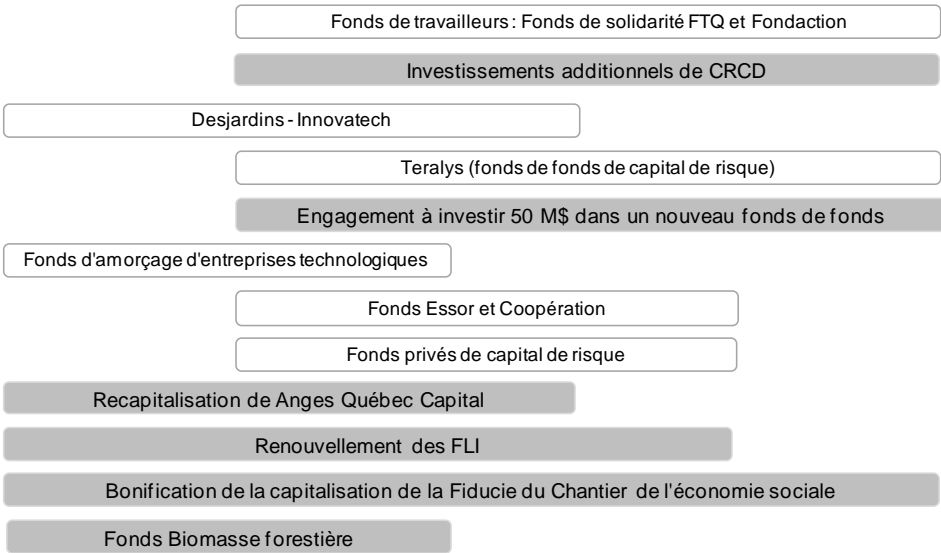 Fonds de travailleurs : Fonds de solidarité FTQ et Fondaction
Investissements additionnels de CRCD
Desjardins - Innovatech
Teralys (fonds de fonds de capital de risque)
Engagement à investir 50 M$ dans un nouveau fonds de fonds
Fonds d'amorçage d'entreprises technologiques
Fonds Essor et Coopération
Fonds privés de capital de risque
Recapitalisation de Anges Québec Capital
Renouvellement des FLI
Bonification de la capitalisation de la Fiducie du Chantier de l'économie sociale
Fonds Biomasse forestière